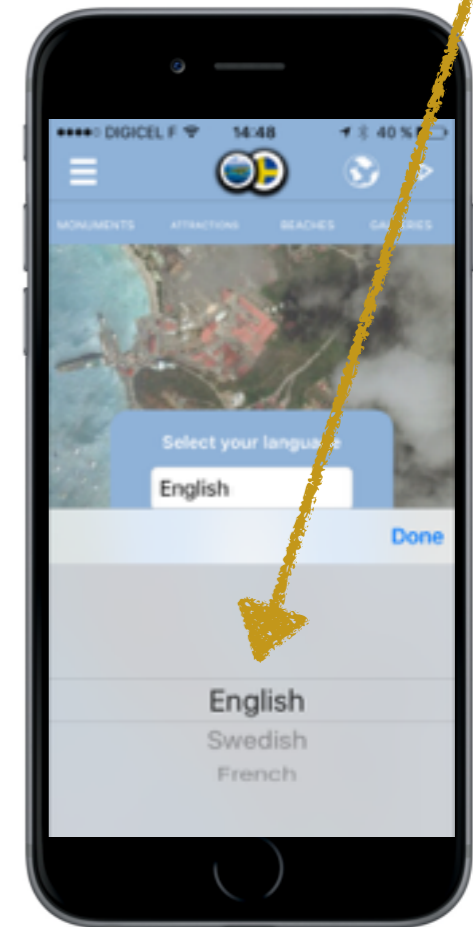 DIGICEL F 14:48 40 %
MONUMENTS ATTRACTIONS BEACHES GALLERIES
Select your language
English
Done
English
Swedish
French